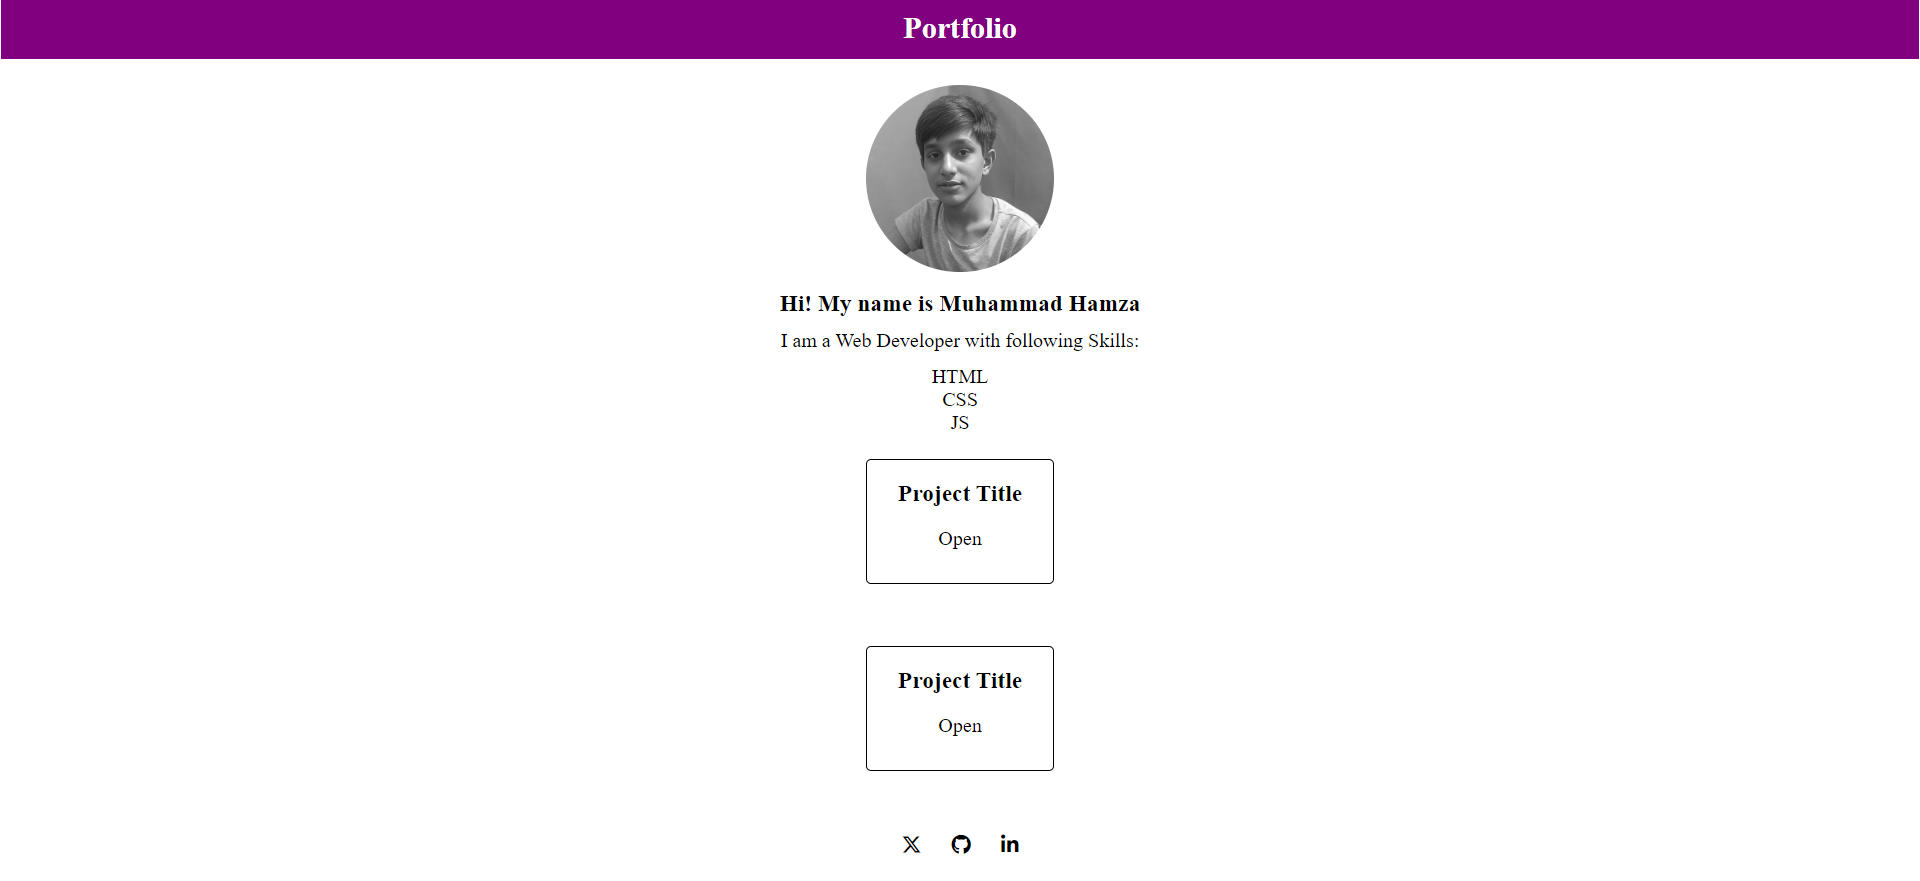 Portfolio
Hi! My name is Muhammad Hamza
I am a Web Developer with following Skills:
HTML
CSS
JS
Project Title
Open
Project Title
Open